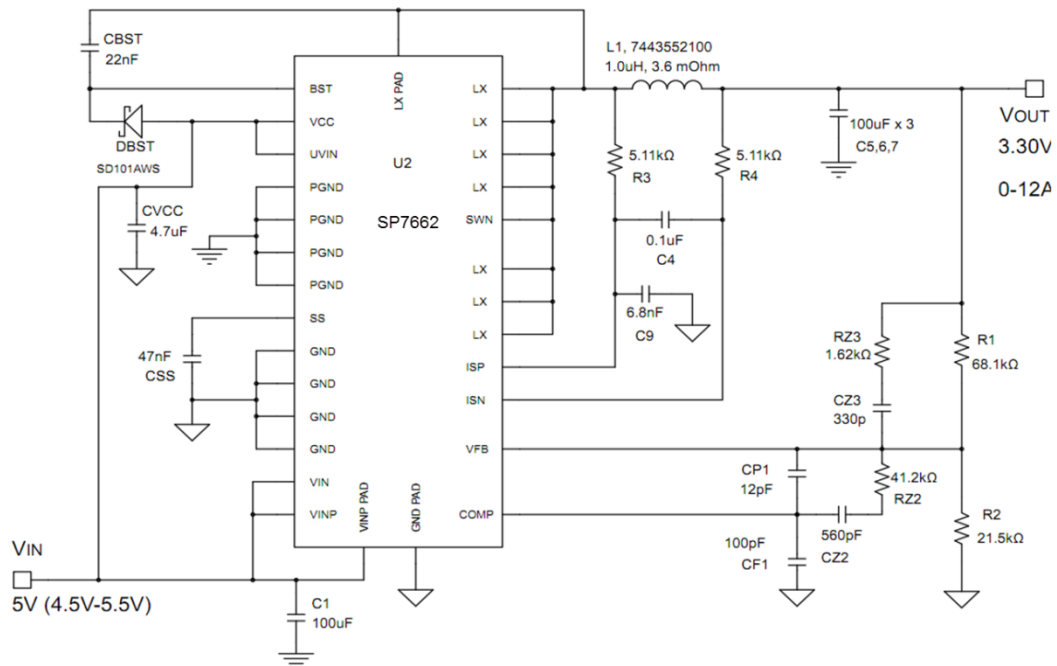 CBST
22nF
DBST
SD101AWS
CVCC
4.7uF
47nF
CSS
VIN
5V (4.5V-5.5V)
C1
100uF
LX PAD
BST
VCC
UVIN
PGND
PGND
PGND
PGND
SS
GND
GND
GND
GND
VIN
VINP
VINP PAD
GND PAD
U2
SP7662
LX
LX
LX
LX
SWN
LX
LX
LX
ISP
ISN
VFB
COMP
L1, 7443552100
1.0uH, 3.6 mOhm
5.11kΩ
R3
5.11kΩ
R4
0.1uF
C4
6.8nF
C9
100uF x 3
C5,6,7
VOUT
3.30V
0-12A
RZ3
1.62kΩ
CZ3
330p
R1
68.1kΩ
CP1
12pF
41.2kΩ
RZ2
560pF
CZ2
100pF
CF1
R2
21.5kΩ